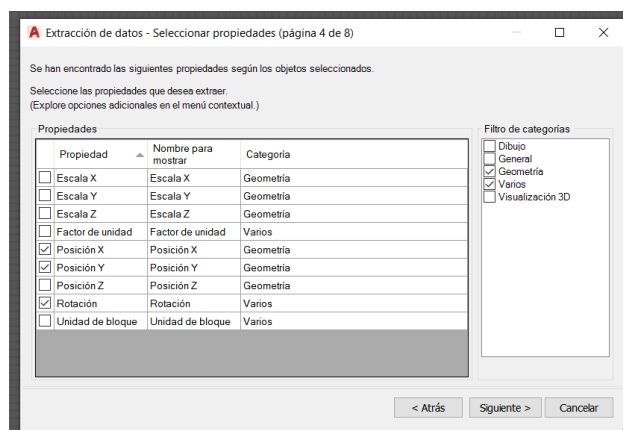 A Extracción de datos - Seleccionar propiedades (página 4 de 8)
Se han encontrado las siguientes propiedades según los objetos seleccionados.
Seleccione las propiedades que desea extraer.
(Explore opciones adicionales en el menú contextual.)
Propiedades
Propiedad Nombre para mostrar Categoría
Escala X Escala X Geometría
Escala Y Escala Y Geometría
Escala Z Escala Z Geometría
Factor de unidad Factor de unidad Varios
Posición X Posición X Geometría
Posición Y Posición Y Geometría
Posición Z Posición Z Geometría
Rotación Rotación Varios
Unidad de bloque Unidad de bloque Varios
Filtro de categorías
Dibujo
General
Geometría
Varios
Visualización 3D
< Atrás Siguiente > Cancelar